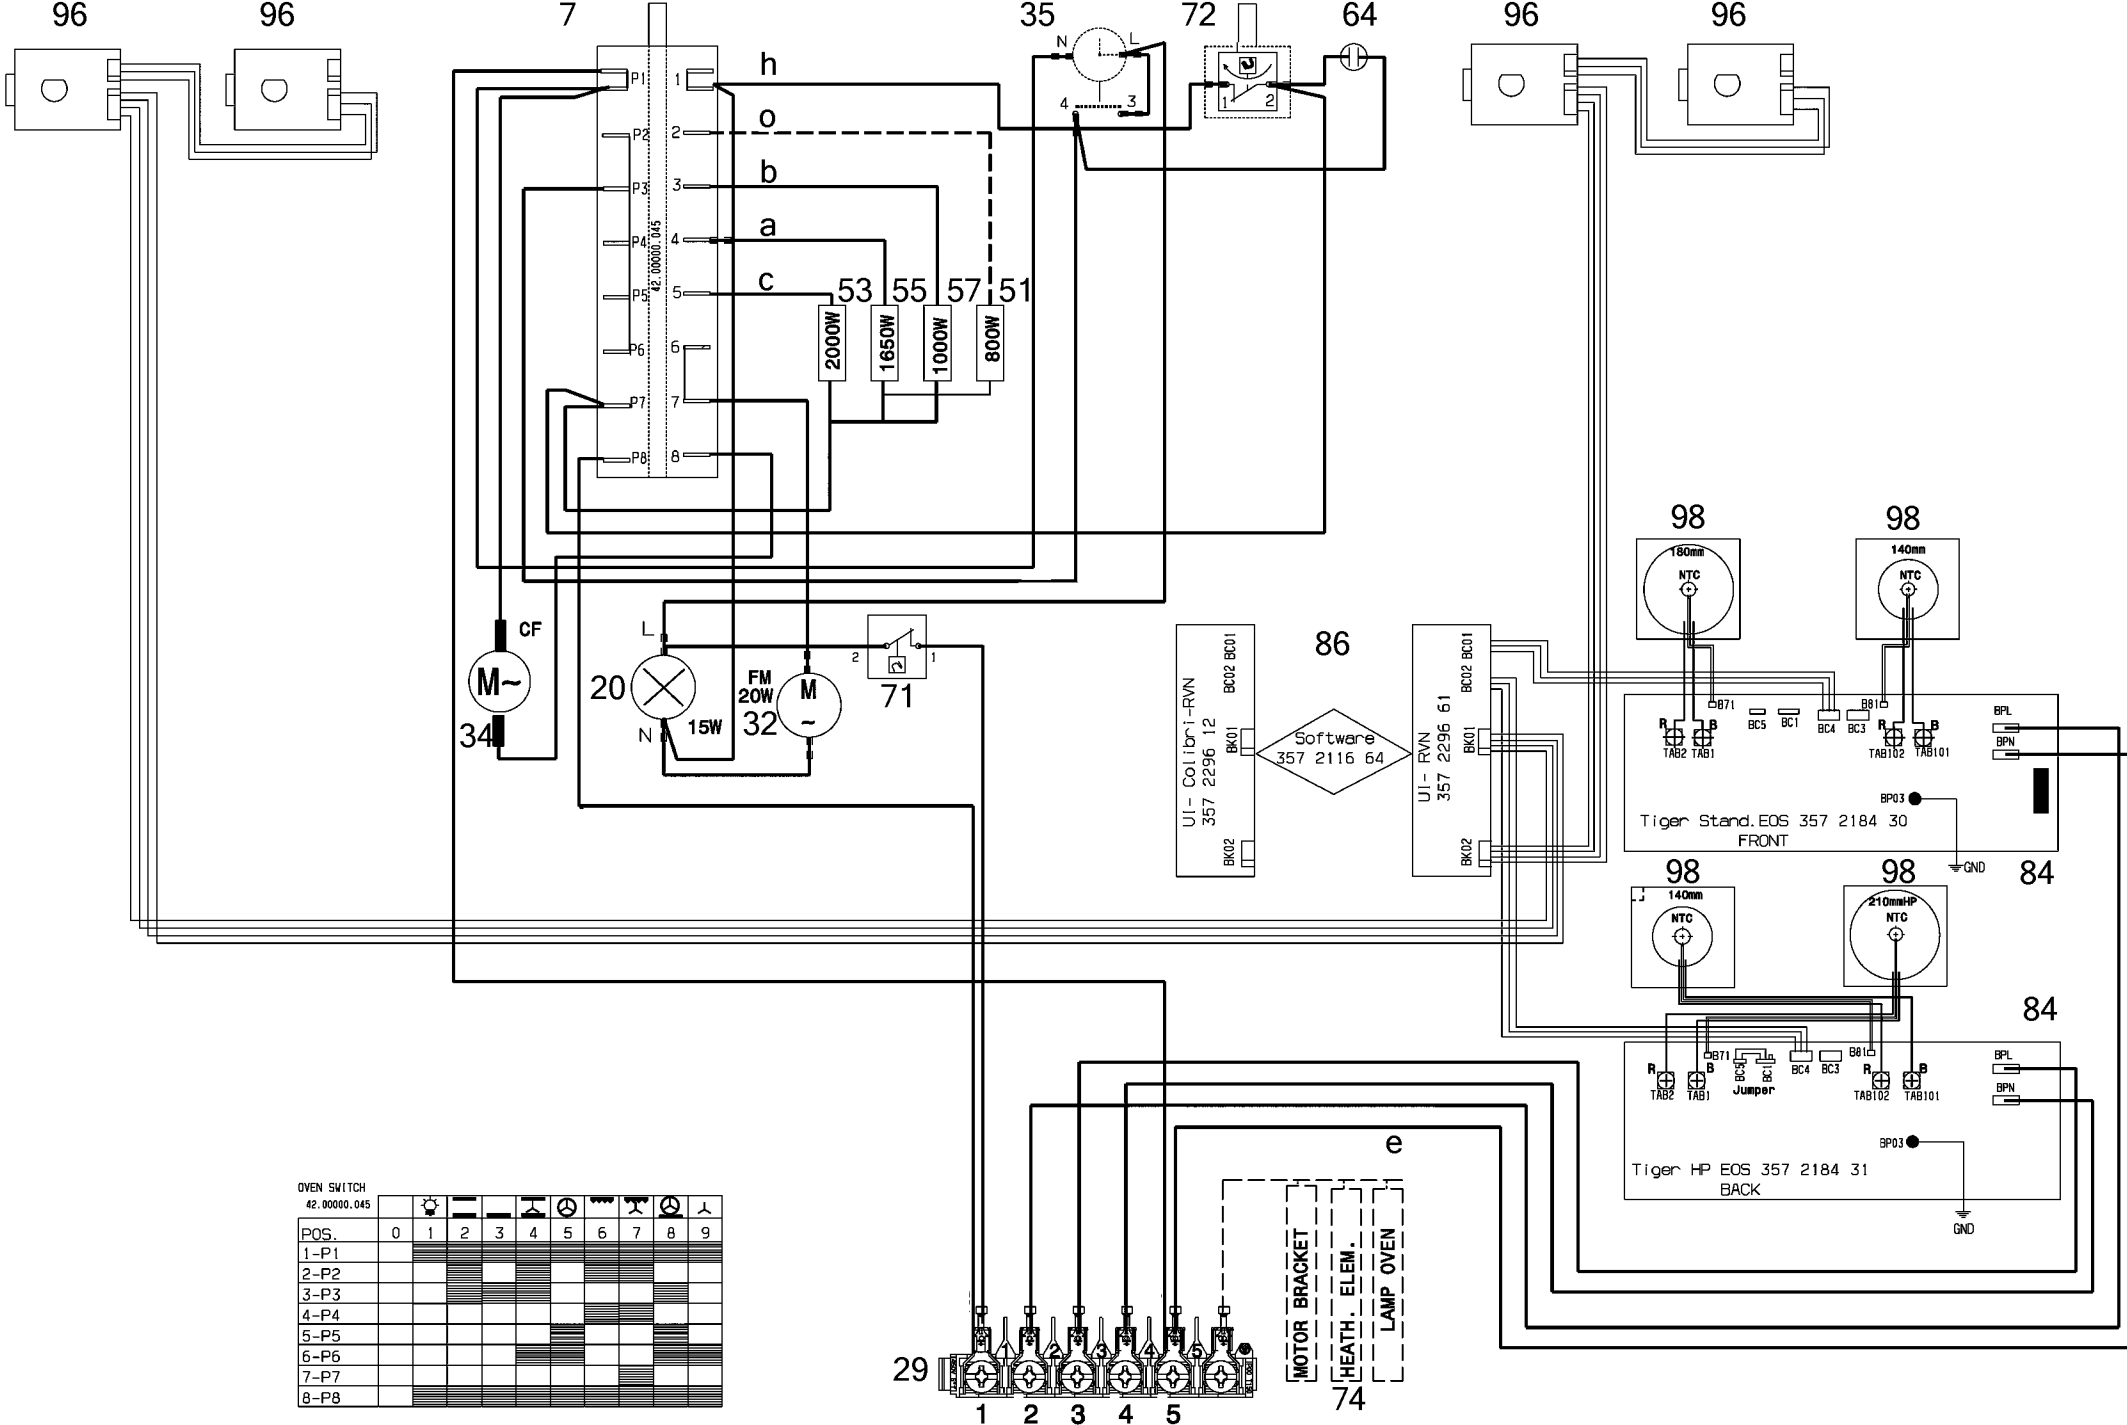 96
96
7
35
72
64
96
96
h
N
L
P1
1
4
3
1
2
o
P2
2
b
P3
3
a
P4
4
42.00000.045
c
P5
5
53
55
57
51
2000W
1650W
1000W
800W
P6
6
P7
7
P8
8
98
98
180mm
NTC
140mm
NTC
CF
M~
34
L
20
N
15W
FM
20W
32
M
~
2
1
71
86
UI- Colibri-RVN
357 2296 12
BC02 BC01
BK01
BK02
Software
357 2116 64
UI- RVN
357 2296 61
BC02 BC01
BK01
BK02
B71
BC5
BC1
BC4
BC3
B81
R
B
R
B
TAB2
TAB1
TAB102
TAB101
BPL
BPN
BP03
Tiger Stand.EOS 357 2184 30
FRONT
GND
84
98
98
140mm
NTC
210mmHP
NTC
84
B71
BC5
BC1
BC4
BC3
B81
R
B
R
B
Jumper
TAB2
TAB1
TAB102
TAB101
BPL
BPN
BP03
Tiger HP EOS 357 2184 31
BACK
GND
e
MOTOR BRACKET
HEATH. ELEM.
LAMP OVEN
74
OVEN SWITCH
42.00000.045
POS. 0 1 2 3 4 5 6 7 8 9
1-P1
2-P2
3-P3
4-P4
5-P5
6-P6
7-P7
8-P8
29
1 2 3 4 5
1 2 3 4 5